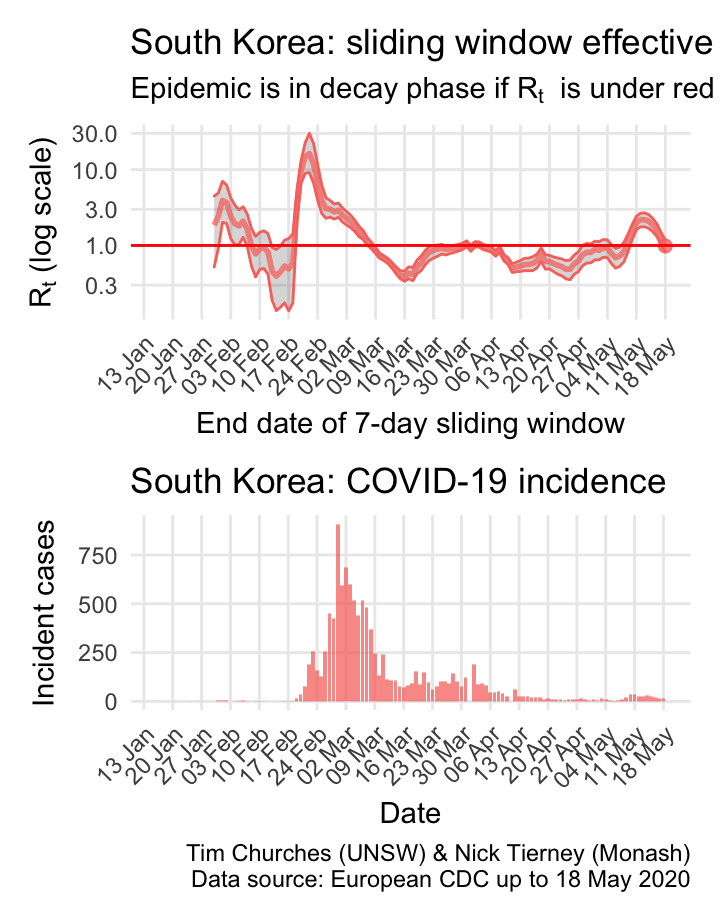 South Korea: sliding window effective
Epidemic is in decay phase if Rt is under red
Rt (log scale)
30.0
10.0
3.0
1.0
0.3
13 Jan
20 Jan
27 Jan
03 Feb
10 Feb
17 Feb
24 Feb
02 Mar
09 Mar
16 Mar
23 Mar
30 Mar
06 Apr
13 Apr
20 Apr
27 Apr
04 May
11 May
18 May
End date of 7-day sliding window
South Korea: COVID-19 incidence
Incident cases
750
500
250
0
13 Jan
20 Jan
27 Jan
03 Feb
10 Feb
17 Feb
24 Feb
02 Mar
09 Mar
16 Mar
23 Mar
30 Mar
06 Apr
13 Apr
20 Apr
27 Apr
04 May
11 May
18 May
Date
Tim Churches (UNSW) & Nick Tierney (Monash)
Data source: European CDC up to 18 May 2020